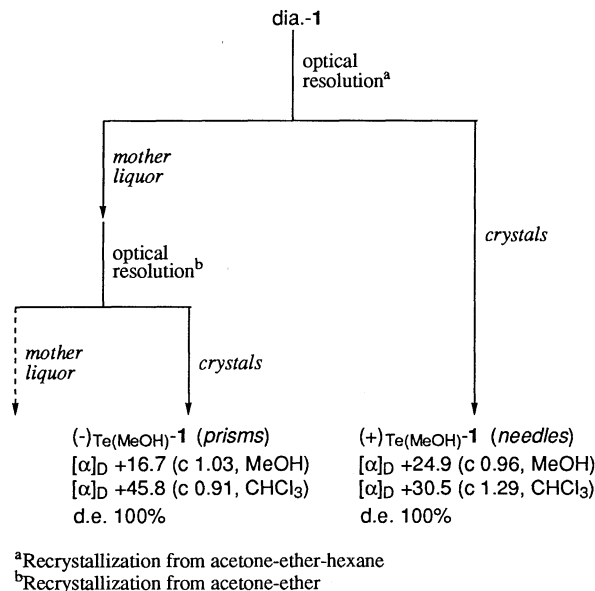 dia.-1
optical
resolutionᵃ
mother
liquor
crystals
optical
resolutionᵇ
mother
liquor
crystals
(-)Te(MeOH)-1 (prisms)
[α]D +16.7 (c 1.03, MeOH)
[α]D +45.8 (c 0.91, CHCl₃)
d.e. 100%
(+)Te(MeOH)-1 (needles)
[α]D +24.9 (c 0.96, MeOH)
[α]D +30.5 (c 1.29, CHCl₃)
d.e. 100%
ᵃRecrystallization from acetone-ether-hexane
ᵇRecrystallization from acetone-ether